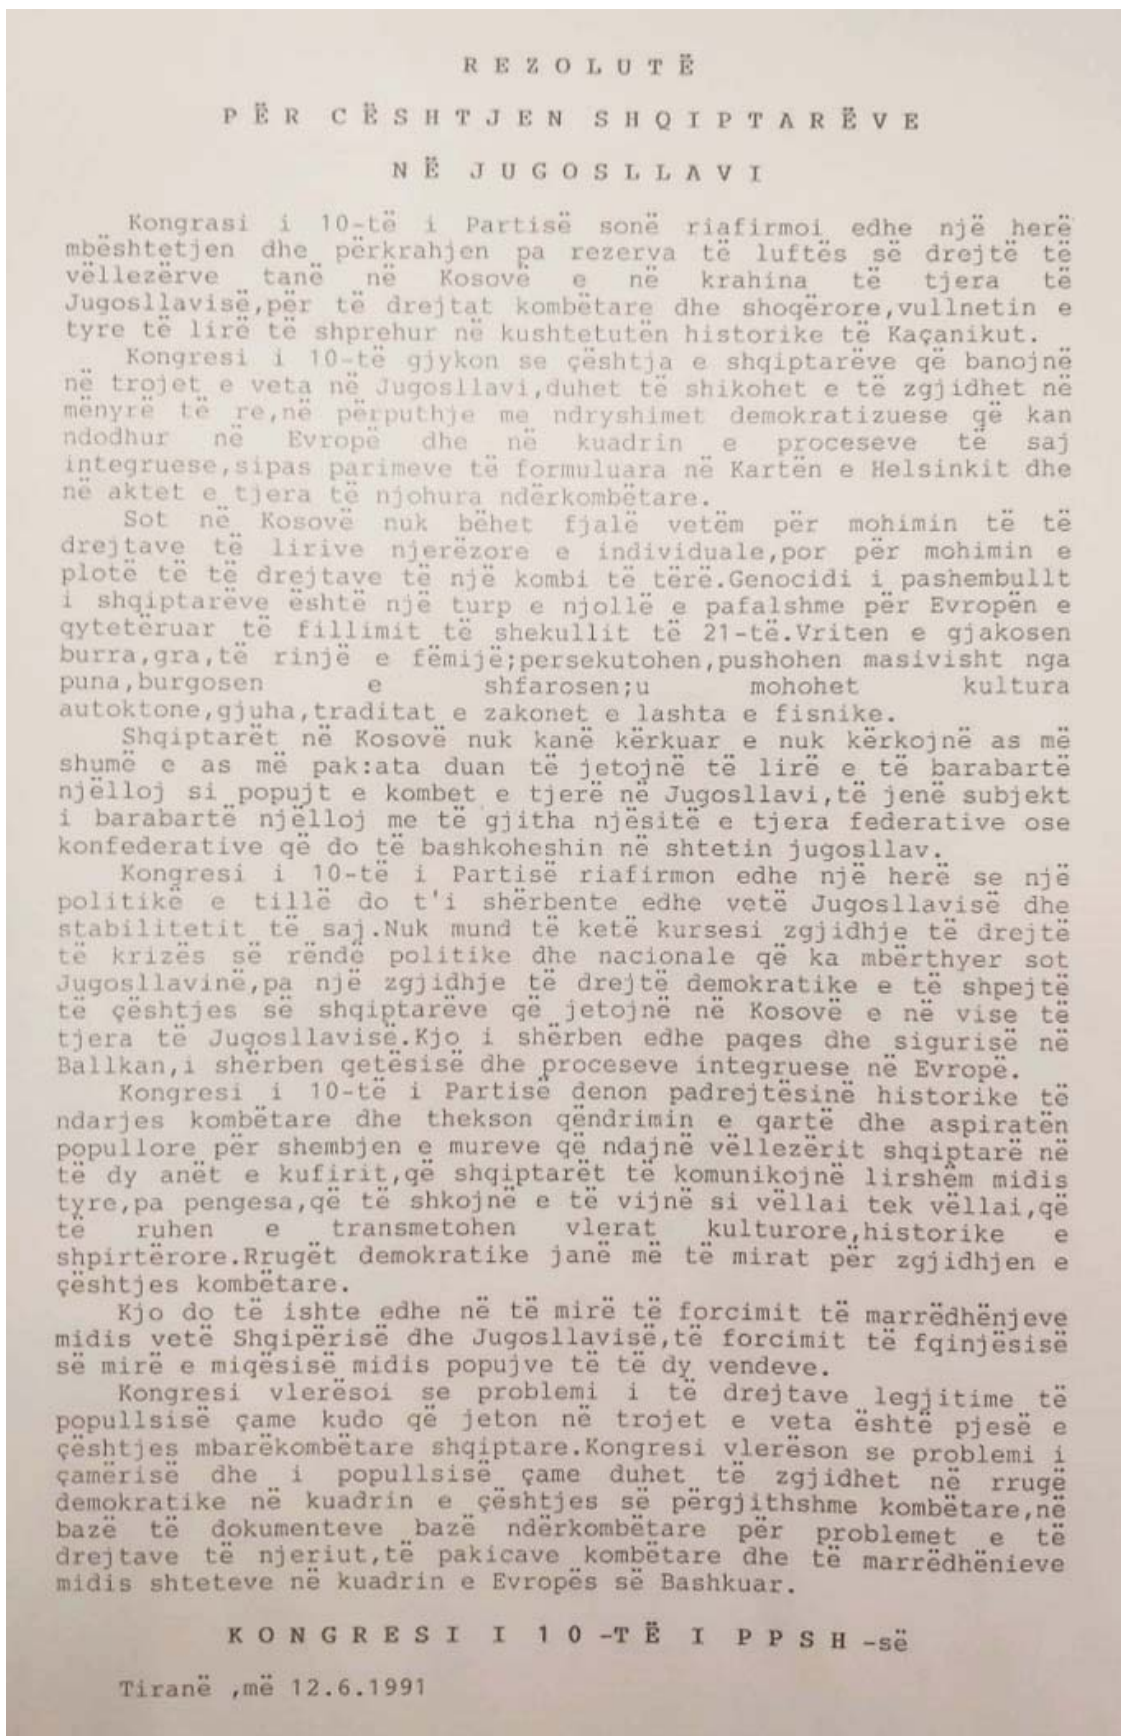 REZOLUTË
PËR CËSHTJEN SHQIPTARËVE
NË JUGOSLLAVI
Kongrasi i 10-të i Partisë sonë riafirmoi edhe një herë
mbështetjen dhe përkrahjen pa rezerva të luftës së drejtë të
vëllezërve tanë në Kosovë e në krahina të tjera të
Jugosllavisë,për të drejtat kombëtare dhe shoqërore,vullnetin e
tyre të lirë të shprehur në kushtetutën historike të Kaçanikut.
Kongresi i 10-të gjykon se çështja e shqiptarëve që banojnë
në trojet e veta në Jugosllavi,duhet të shikohet e të zgjidhet në
mënyrë të re,në përputhje me ndryshimet demokratizuese që kan
ndodhur në Evropë dhe në kuadrin e proceseve të saj
integruese,sipas parimeve të formuluara në Kartën e Helsinkit dhe
në aktet e tjera të njohura ndërkombëtare.
Sot në Kosovë nuk bëhet fjalë vetëm për mohimin të të
drejtave të lirive njerëzore e individuale,por për mohimin e
plotë të të drejtave të një kombi të tërë.Genocidi i pashembullt
i shqiptarëve është një turp e njollë e pafalshme për Evropën e
qytetëruar të fillimit të shekullit të 21-të.Vriten e gjakosen
burra,gra,të rinjë e fëmijë;persekutohen,pushohen masivisht nga
puna,burgosen e shfarosen;u mohohet kultura
autoktone,gjuha,traditat e zakonet e lashta e fisnike.
Shqiptarët në Kosovë nuk kanë kërkuar e nuk kërkojnë as më
shumë e as më pak:ata duan të jetojnë të lirë e të barabartë
njëlloj si popujt e kombet e tjerë në Jugosllavi,të jenë subjekt
i barabartë njëlloj me të gjitha njësitë e tjera federative ose
konfederative që do të bashkoheshin në shtetin jugosllav.
Kongresi i 10-të i Partisë riafirmon edhe një herë se një
politikë e tillë do t'i shërbente edhe vetë Jugosllavisë dhe
stabilitetit të saj.Nuk mund të ketë kursesi zgjidhje të drejtë
të krizës së rëndë politike dhe nacionale që ka mbërthyer sot
Jugosllavinë,pa një zgjidhje të drejtë demokratike e të shpejtë
të çështjes së shqiptarëve që jetojnë në Kosovë e në vise të
tjera të Jugosllavisë.Kjo i shërben edhe paqes dhe sigurisë në
Ballkan,i shërben qetësisë dhe proceseve integruese në Evropë.
Kongresi i 10-të i Partisë denon padrejtësinë historike të
ndarjes kombëtare dhe thekson qëndrimin e qartë dhe aspiratën
popullore për shembjen e mureve që ndajnë vëllezërit shqiptarë në
të dy anët e kufirit,që shqiptarët të komunikojnë lirshëm midis
tyre,pa pengesa,që të shkojnë e të vijnë si vëllai tek vëllai,që
të ruhen e transmetohen vlerat kulturore,historike e
shpirtërore.Rrugët demokratike janë më të mirat për zgjidhjen e
çështjes kombëtare.
Kjo do të ishte edhe në të mirë të forcimit të marrëdhënjeve
midis vetë Shqipërisë dhe Jugosllavisë,të forcimit të fqinjësisë
së mirë e miqësisë midis popujve të të dy vendeve.
Kongresi vlerësoi se problemi i të drejtave legjitime të
popullsisë çame kudo që jeton në trojet e veta është pjesë e
çështjes mbarëkombëtare shqiptare.Kongresi vlerëson se problemi i
çamërisë dhe i popullsisë çame duhet të zgjidhet në rrugë
demokratike në kuadrin e çështjes së përgjithshme kombëtare,në
bazë të dokumenteve bazë ndërkombëtare për problemet e të
drejtave të njeriut,të pakicave kombëtare dhe të marrëdhënieve
midis shteteve në kuadrin e Evropës së Bashkuar.
KONGRESI I 10-TË I PPSH-së
Tiranë ,më 12.6.1991